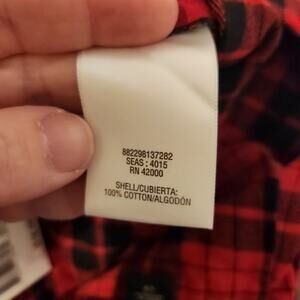 882298137282
SEAS : 4015
RN 42000
SHELL/CUBIERTA:
100% COTTON/ALGODÓN